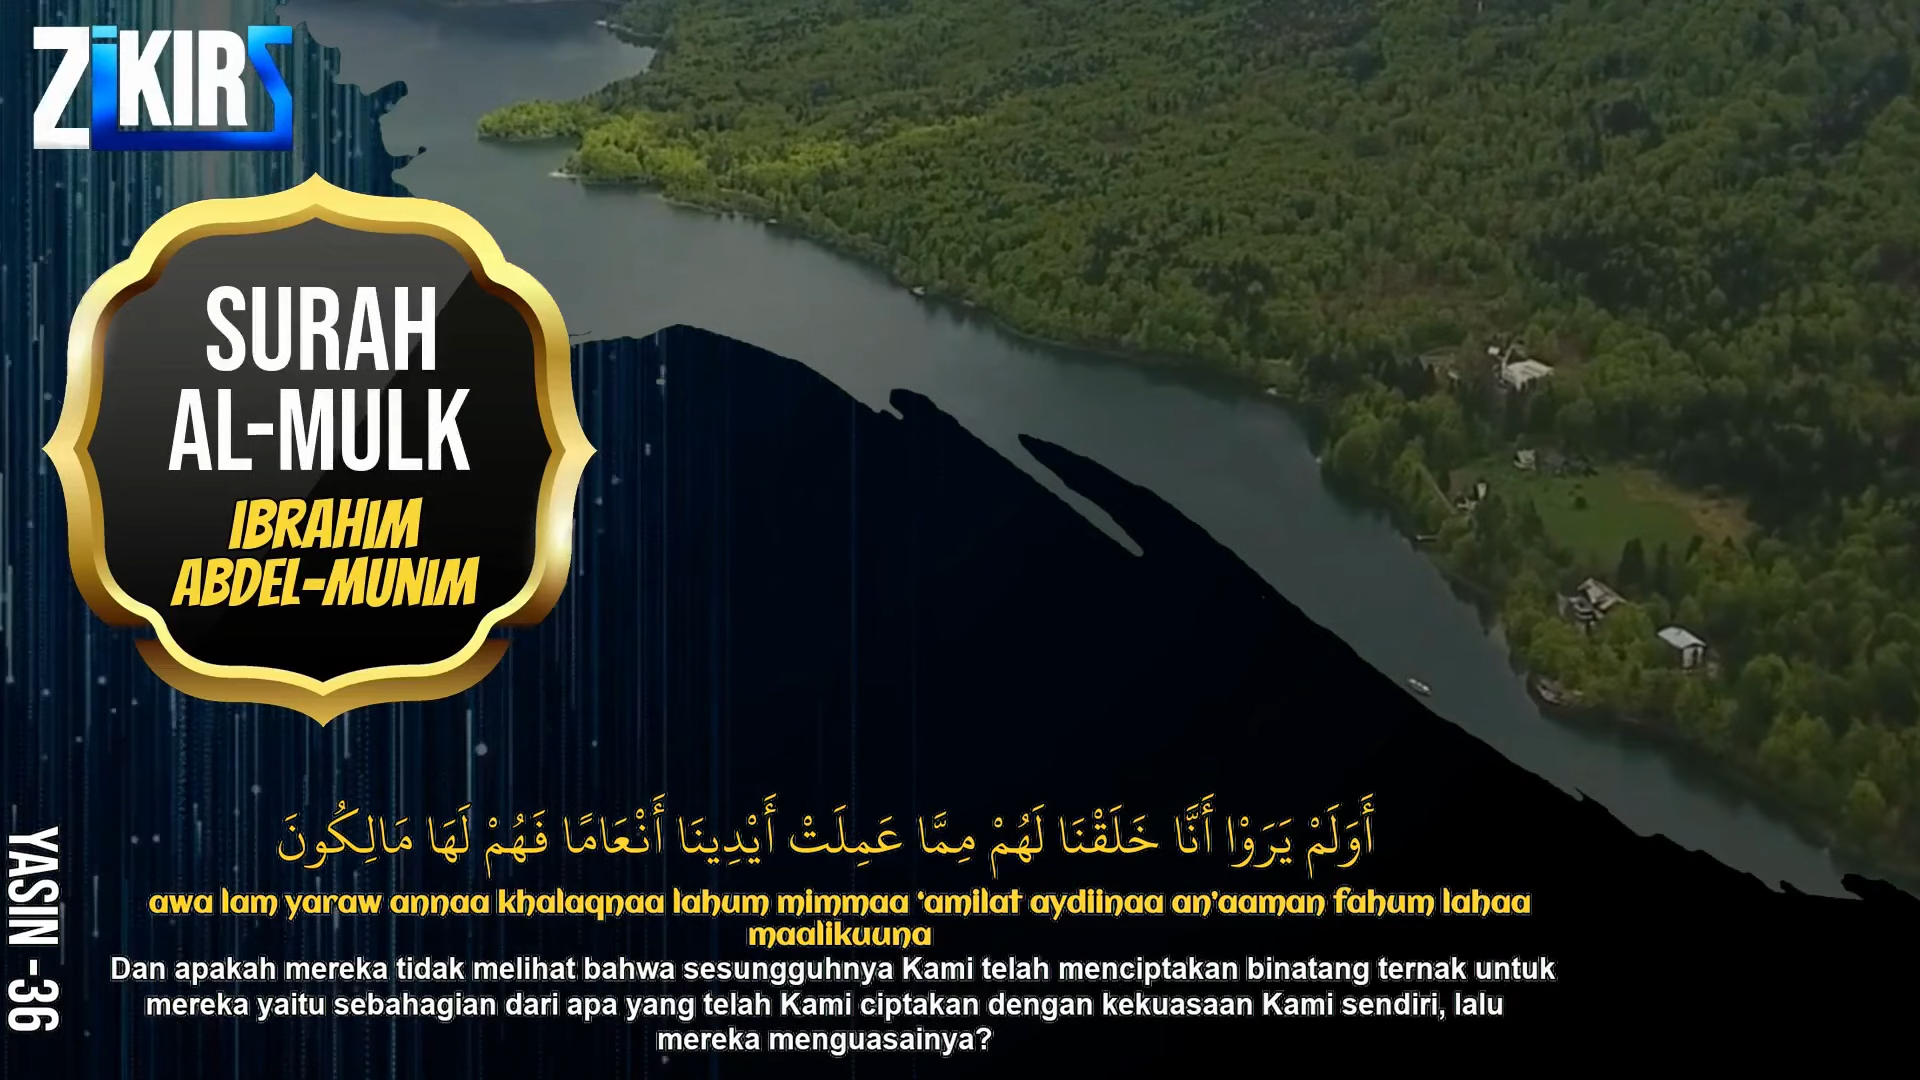 ZiKIRS
SURAH
AL-MULK
IBRAHIM
ABDEL-MUNIM
YASIN -36
أَوَلَمْ يَرَوْا أَنَّا خَلَقْنَا لَهُمْ مِمَّا عَمِلَتْ أَيْدِينَا أَنْعَامًا فَهُمْ لَهَا مَالِكُونَ
awa lam yaraw annaa khalaqnaa lahum mimmaa ‘amilat aydiinaa an’aaman fahum lahaa
maalikuuna
Dan apakah mereka tidak melihat bahwa sesungguhnya Kami telah menciptakan binatang ternak untuk
mereka yaitu sebahagian dari apa yang telah Kami ciptakan dengan kekuasaan Kami sendiri, lalu
mereka menguasainya?